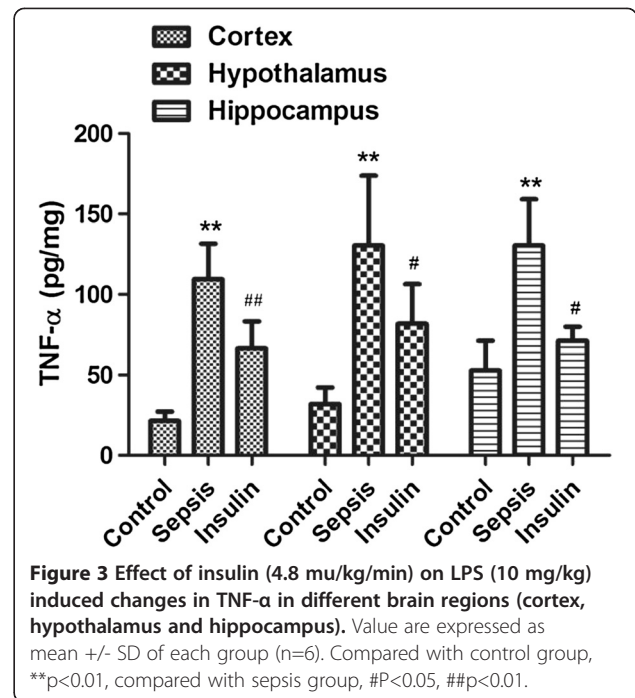 Cortex
Hypothalamus
Hippocampus
TNF-α (pg/mg)
200
150
100
50
0
**
##
**
#
**
#
Control
Sepsis
Insulin
Control
Sepsis
Insulin
Control
Sepsis
Insulin
Figure 3 Effect of insulin (4.8 mu/kg/min) on LPS (10 mg/kg)
induced changes in TNF-α in different brain regions (cortex,
hypothalamus and hippocampus). Value are expressed as
mean +/- SD of each group (n=6). Compared with control group,
**p<0.01, compared with sepsis group, #P<0.05, ##p<0.01.